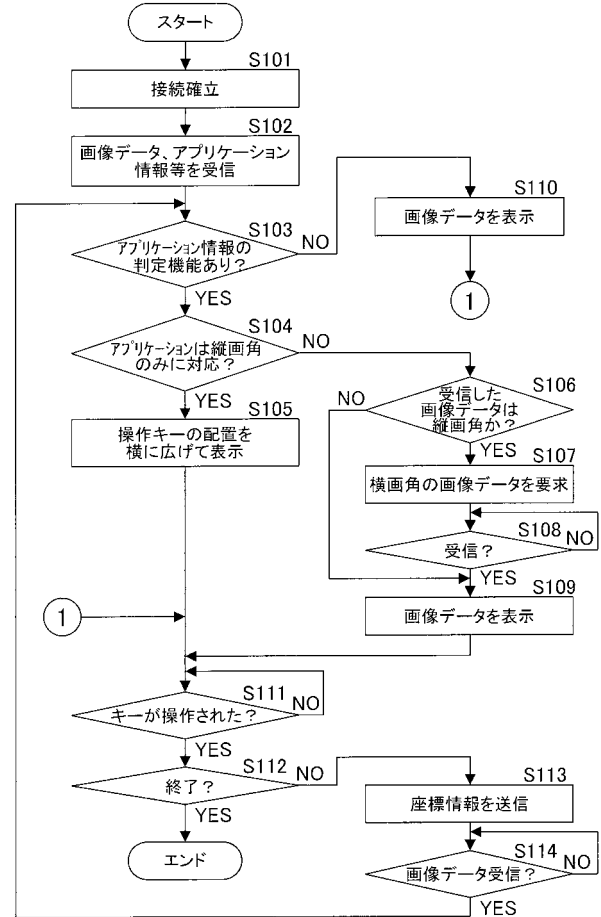 スタート
S101
接続確立
S102
画像データ、アプリケーション
情報等を受信
S103
アプリケーション情報の
判定機能あり?
NO
YES
S110
画像データを表示
1
S104
アプリケーションは縦画角
のみに対応?
NO
YES
S105
操作キーの配置を
横に広げて表示
S106
受信した
画像データは
縦画角か?
NO
YES
S107
横画角の画像データを要求
S108
受信?
NO
YES
S109
画像データを表示
1
S111
キーが操作された?
NO
YES
S112
終了?
NO
YES
エンド
S113
座標情報を送信
S114
画像データ受信?
NO
YES